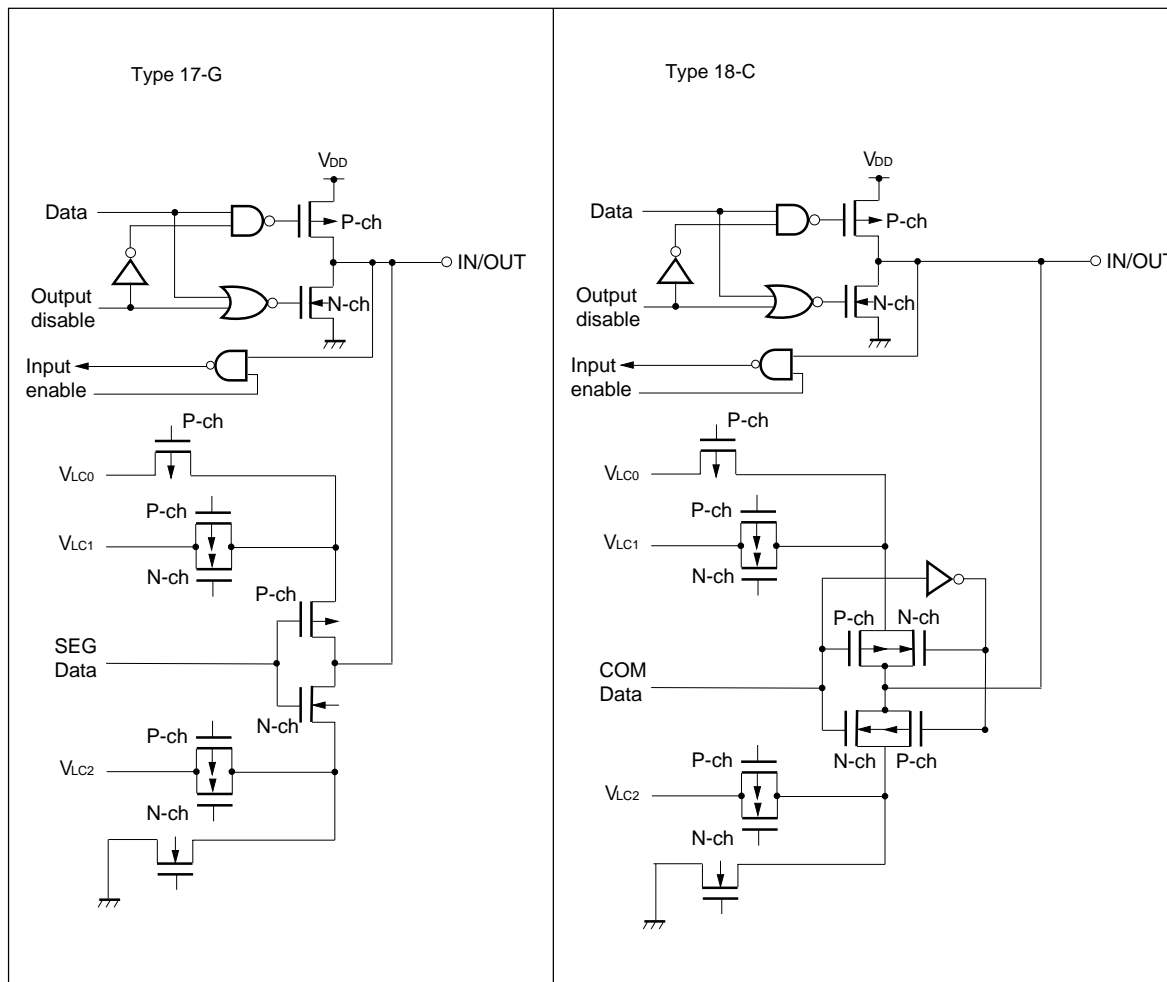 Type 17-G
VDD
Data
P-ch
IN/OUT
Output
disable
N-ch
Input
enable
P-ch
VLC0
P-ch
VLC1
N-ch
P-ch
SEG
Data
N-ch
P-ch
VLC2
N-ch
Type 18-C
VDD
Data
P-ch
IN/OUT
Output
disable
N-ch
Input
enable
P-ch
VLC0
P-ch
VLC1
N-ch
P-ch N-ch
COM
Data
N-ch P-ch
P-ch
VLC2
N-ch